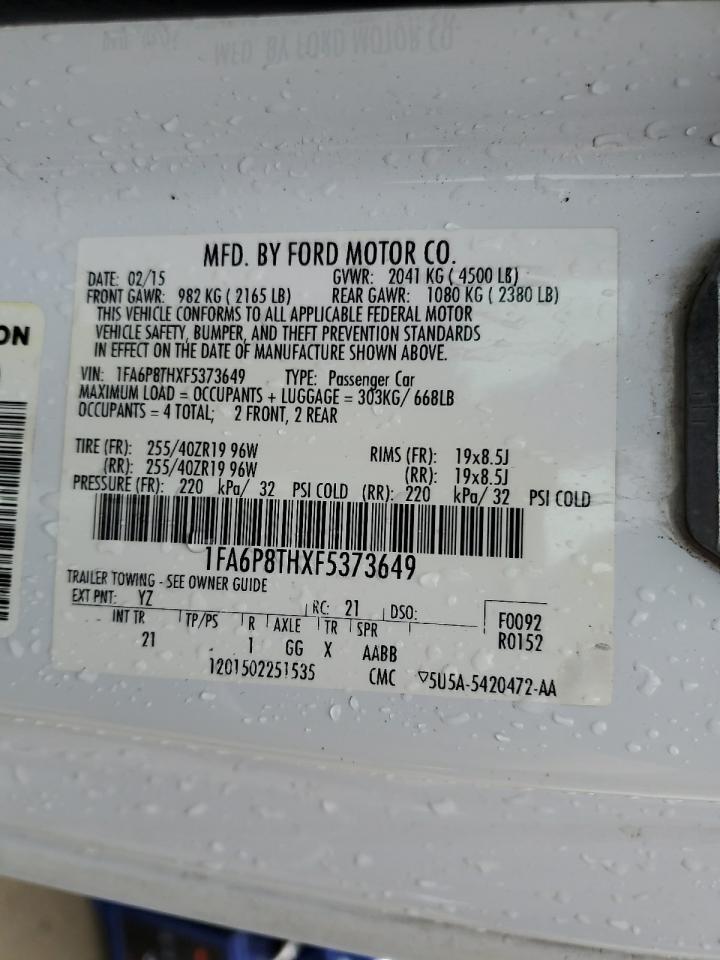 MFD. BY FORD MOTOR CO.
MFD. BY FORD MOTOR CO.
DATE: 02/15 GVWR: 2041 KG ( 4500 LB)
FRONT GAWR: 982 KG ( 2165 LB) REAR GAWR: 1080 KG ( 2380 LB)
THIS VEHICLE CONFORMS TO ALL APPLICABLE FEDERAL MOTOR
VEHICLE SAFETY, BUMPER, AND THEFT PREVENTION STANDARDS
IN EFFECT ON THE DATE OF MANUFACTURE SHOWN ABOVE.
VIN: 1FA6P8THXF5373649 TYPE: Passenger Car
MAXIMUM LOAD = OCCUPANTS + LUGGAGE = 303KG/ 668LB
OCCUPANTS = 4 TOTAL; 2 FRONT, 2 REAR
TIRE (FR): 255/40ZR19 96W RIMS (FR): 19x8.5J
(RR): 255/40ZR19 96W (RR): 19x8.5J
PRESSURE (FR): 220 kPa/ 32 PSI COLD (RR): 220 kPa/ 32 PSI COLD
1FA6P8THXF5373649
TRAILER TOWING - SEE OWNER GUIDE
EXT PNT: YZ RC: 21 DSO: F0092
INT TR TP/PS R AXLE TR SPR R0152
21 1 GG X AABB
1201502251535 CMC ▽5U5A-5420472-AA
ON